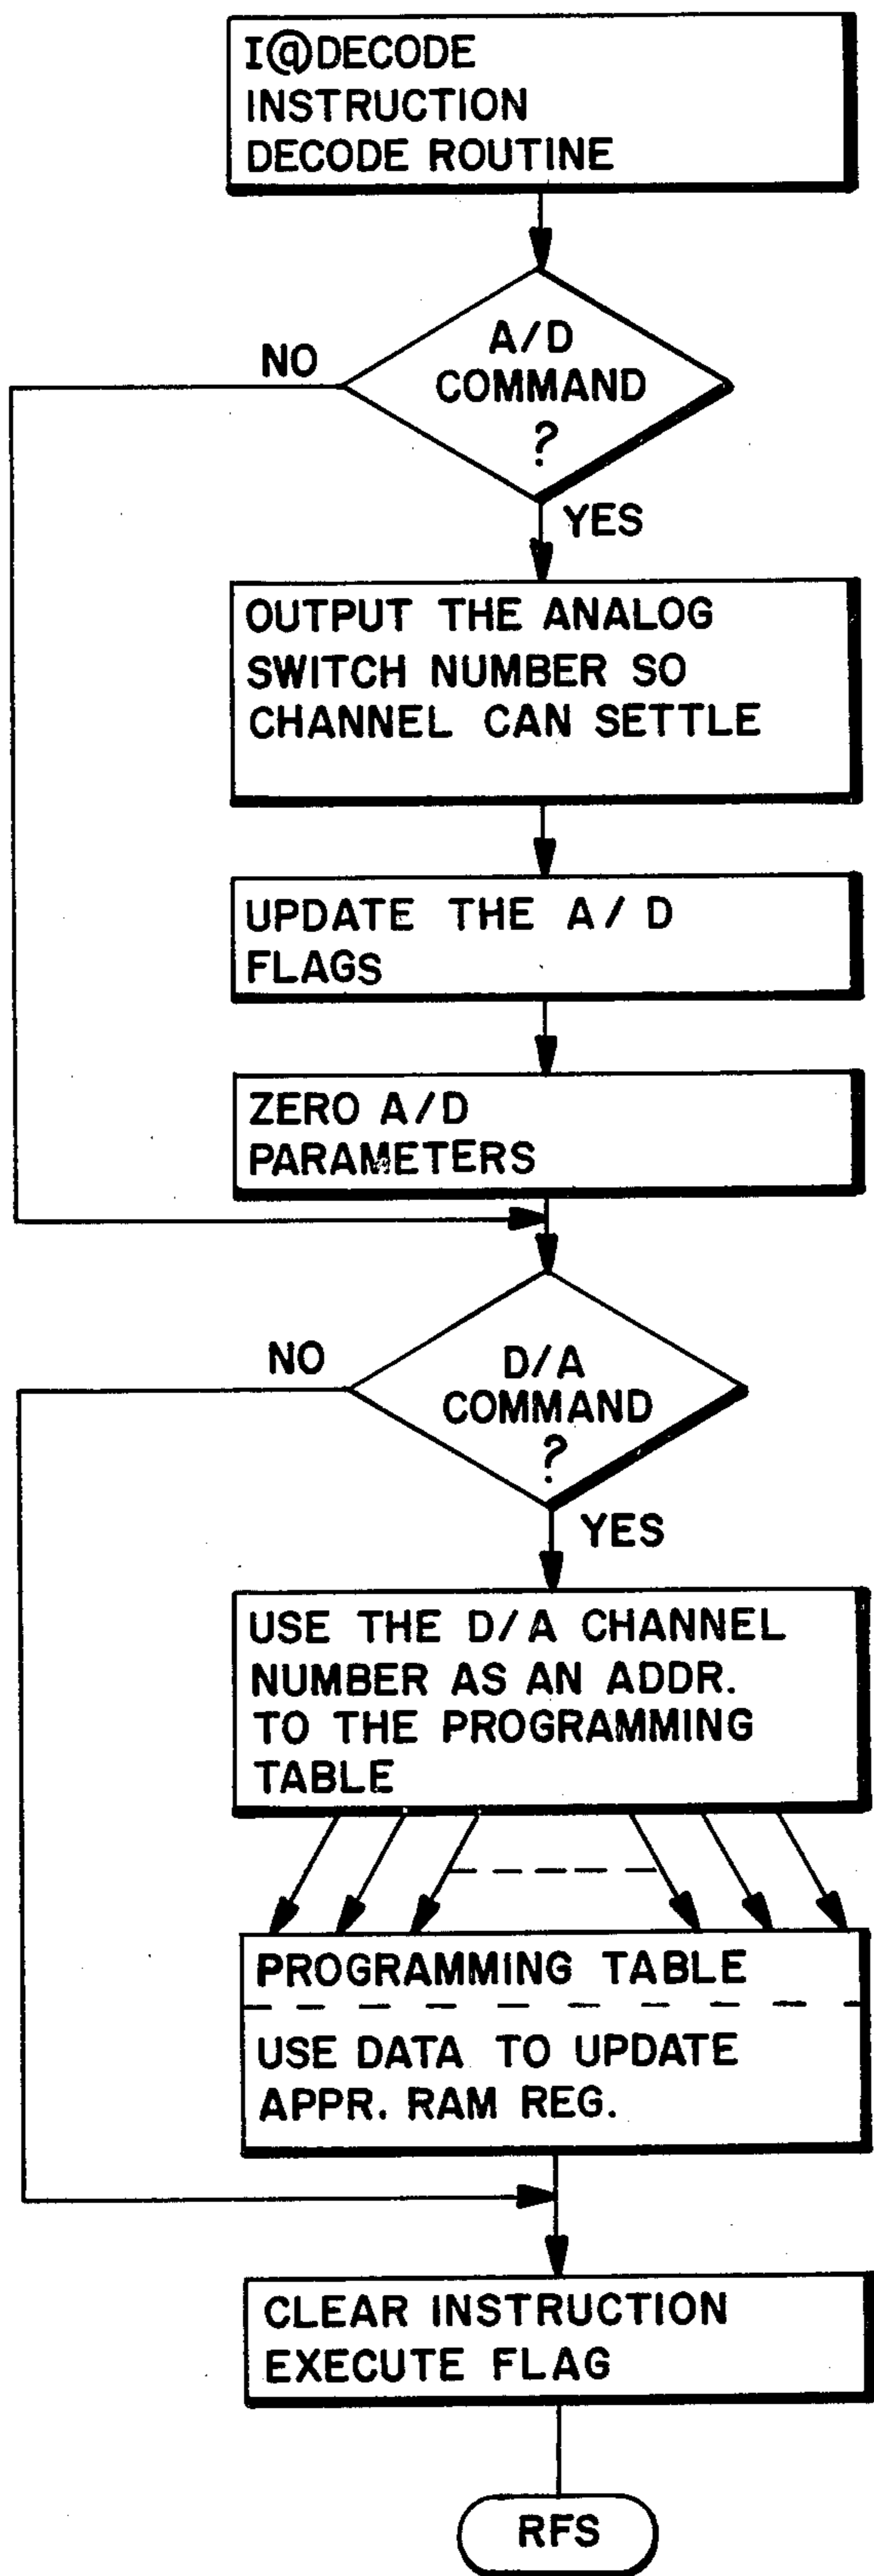 I@DECODE
INSTRUCTION
DECODE ROUTINE
A/D
NO
COMMAND
?
YES
OUTPUT THE ANALOG
SWITCH NUMBER SO
CHANNEL CAN SETTLE
UPDATE THE A/D
FLAGS
ZERO A/D
PARAMETERS
NO
D/A
COMMAND
?
YES
USE THE D/A CHANNEL
NUMBER AS AN ADDR.
TO THE PROGRAMMING
TABLE
PROGRAMMING TABLE
USE DATA TO UPDATE
APPR. RAM REG.
CLEAR INSTRUCTION
EXECUTE FLAG
RFS